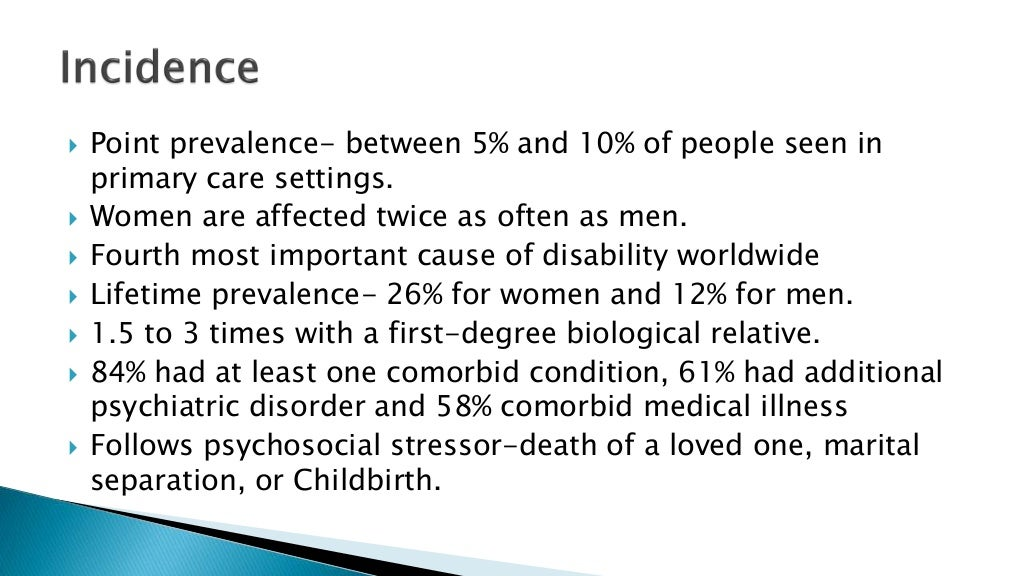 Incidence
Point prevalence- between 5% and 10% of people seen in
primary care settings.
Women are affected twice as often as men.
Fourth most important cause of disability worldwide
Lifetime prevalence- 26% for women and 12% for men.
1.5 to 3 times with a first-degree biological relative.
84% had at least one comorbid condition, 61% had additional
psychiatric disorder and 58% comorbid medical illness
Follows psychosocial stressor-death of a loved one, marital
separation, or Childbirth.